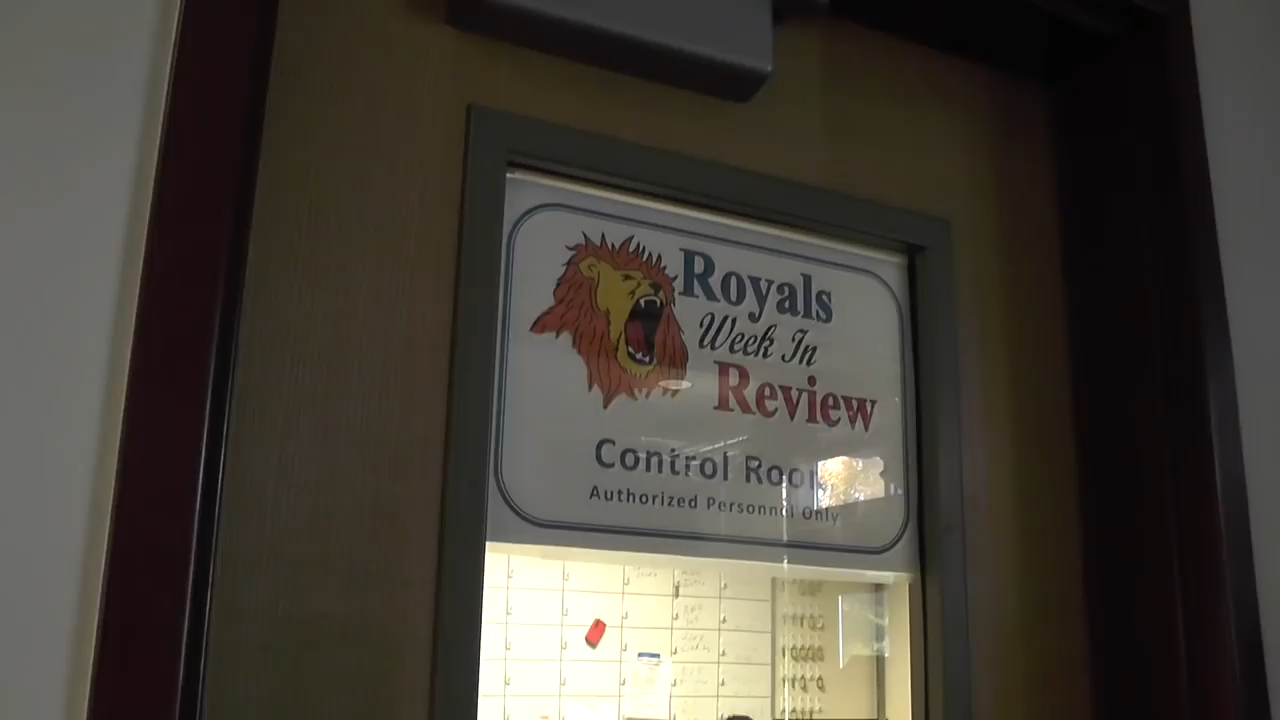 Royals
Week In
Review
Control Room
Authorized Personnel Only